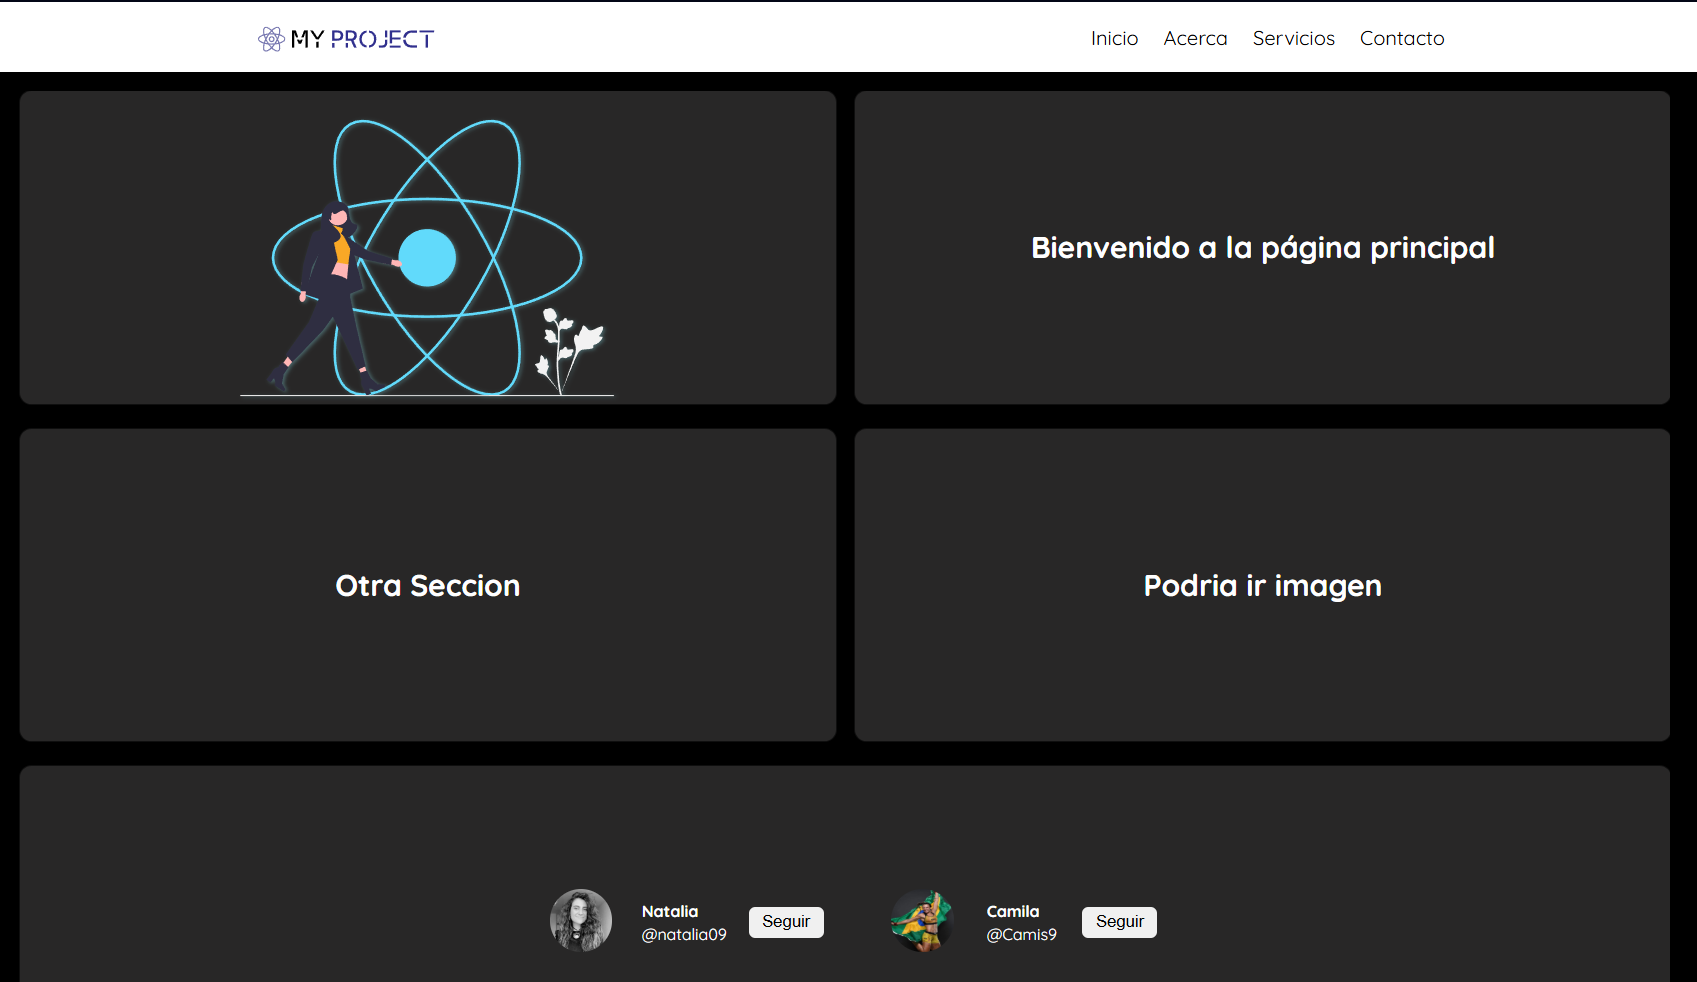 MY PROJECT
Inicio Acerca Servicios Contacto
Bienvenido a la página principal
Otra Seccion
Podria ir imagen
Natalia
@natalia09
Seguir
Camila
@Camis9
Seguir